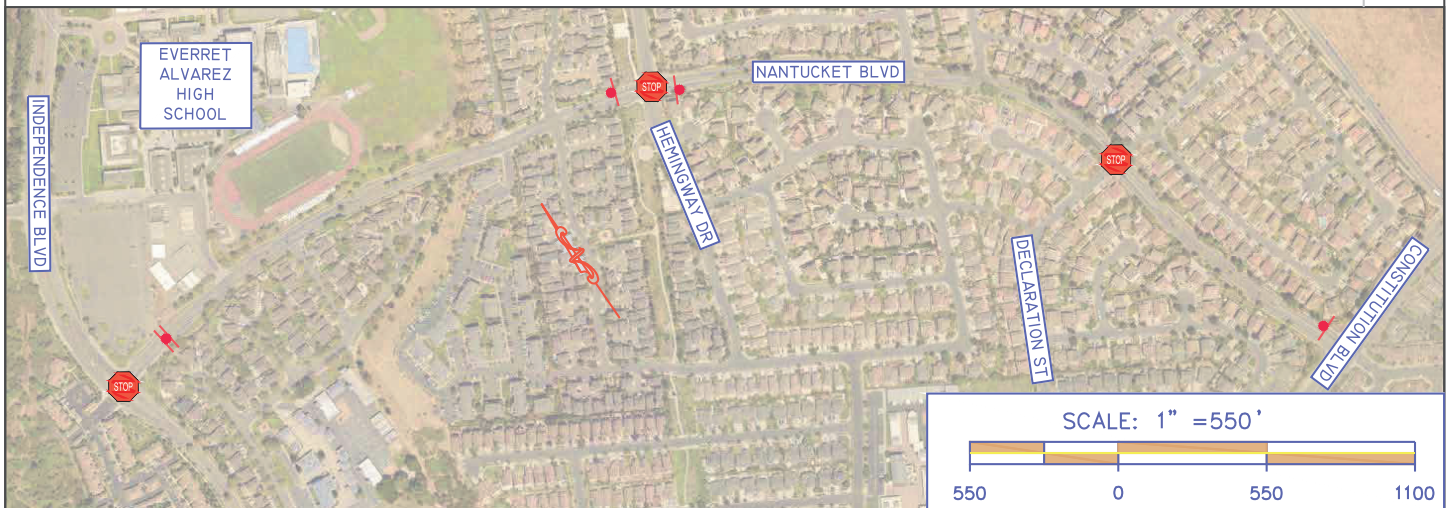 EVERRET
ALVAREZ
HIGH
SCHOOL
INDEPENDENCE BLVD
STOP
NANTUCKET BLVD
HEMINGWAY DR
STOP
DECLARATION ST
CONSTITUTION BLVD
STOP
SCALE: 1" =550'
550 0 550 1100